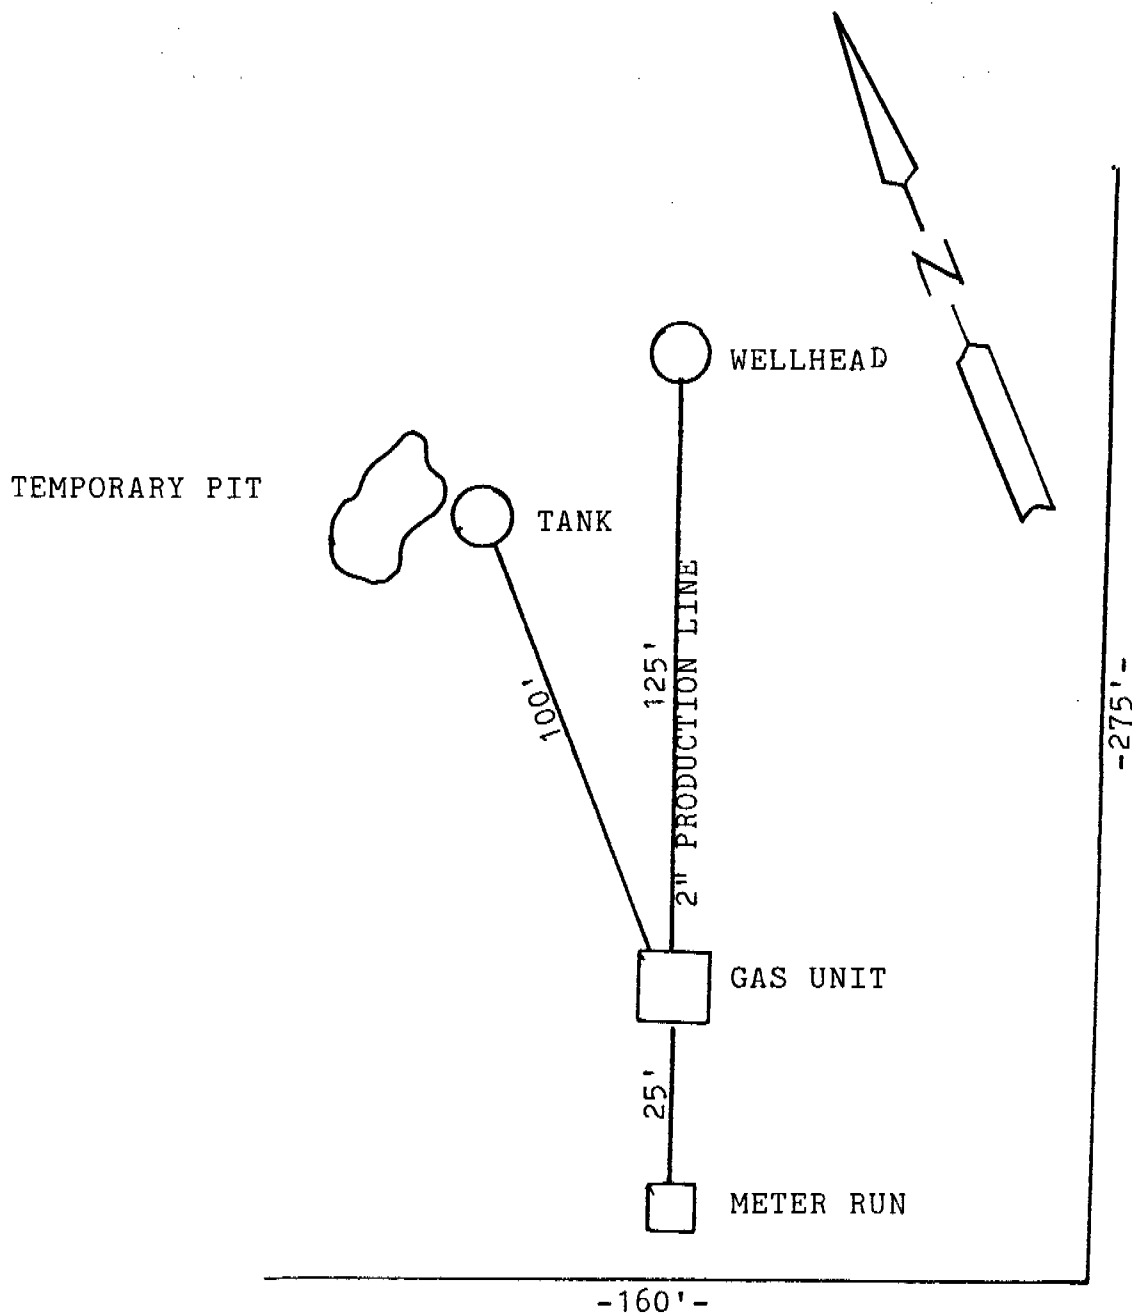 N
WELLHEAD
TEMPORARY PIT
TANK
100'
125'
2" PRODUCTION LINE
-275'-
GAS UNIT
25'
METER RUN
-160'-